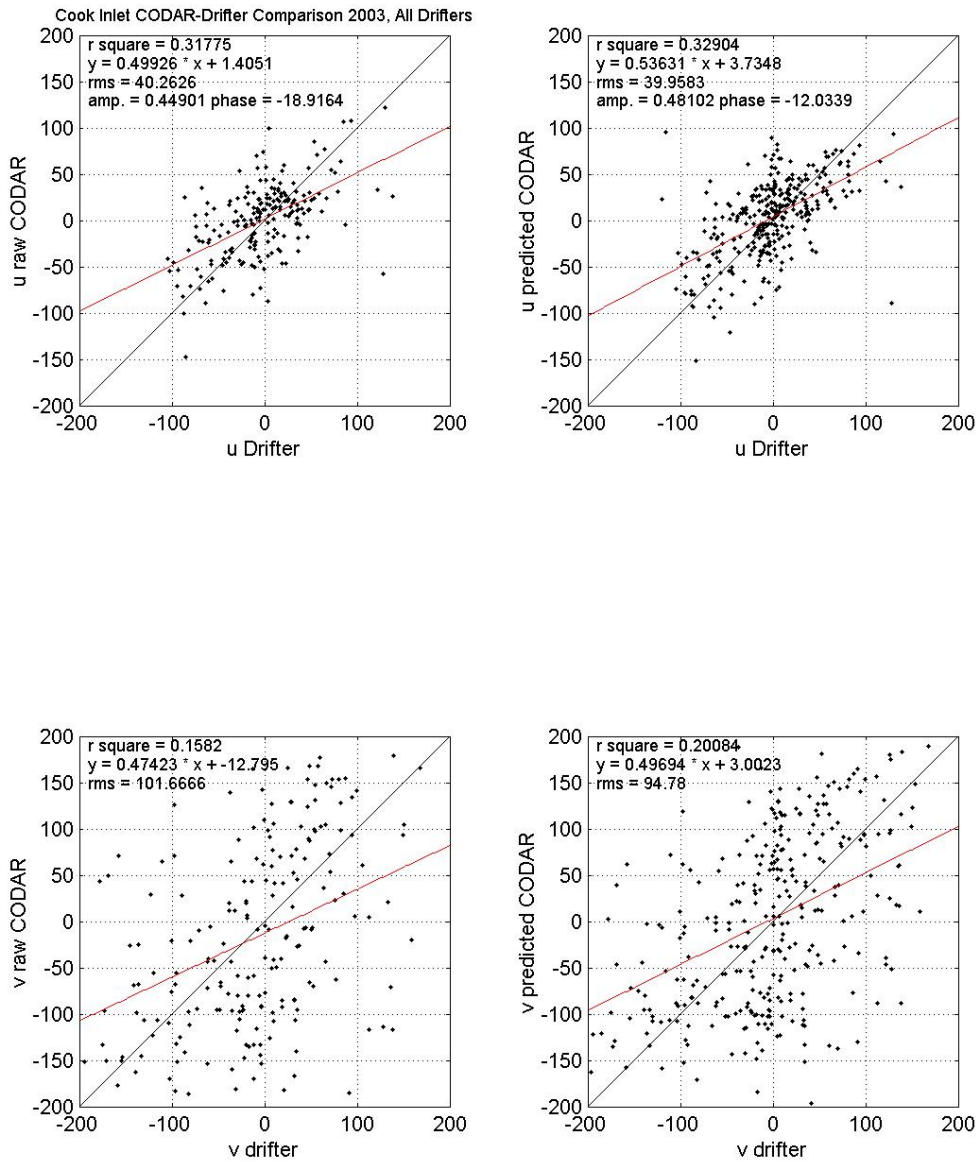 Cook Inlet CODAR-Drifter Comparison 2003, All Drifters
200
150
100
50
0
-50
-100
-150
-200
r square = 0.31775
y = 0.49926 * x + 1.4051
rms = 40.2626
amp. = 0.44901 phase = -18.9164
u raw CODAR
-200
-100
0
100
200
u Drifter
200
150
100
50
0
-50
-100
-150
-200
r square = 0.32904
y = 0.53631 * x + 3.7348
rms = 39.9583
amp. = 0.48102 phase = -12.0339
u predicted CODAR
-200
-100
0
100
200
u Drifter
200
150
100
50
0
-50
-100
-150
-200
r square = 0.1582
y = 0.47423 * x + -12.795
rms = 101.6666
v raw CODAR
-200
-100
0
100
200
v drifter
200
150
100
50
0
-50
-100
-150
-200
r square = 0.20084
y = 0.49694 * x + 3.0023
rms = 94.78
v predicted CODAR
-200
-100
0
100
200
v drifter